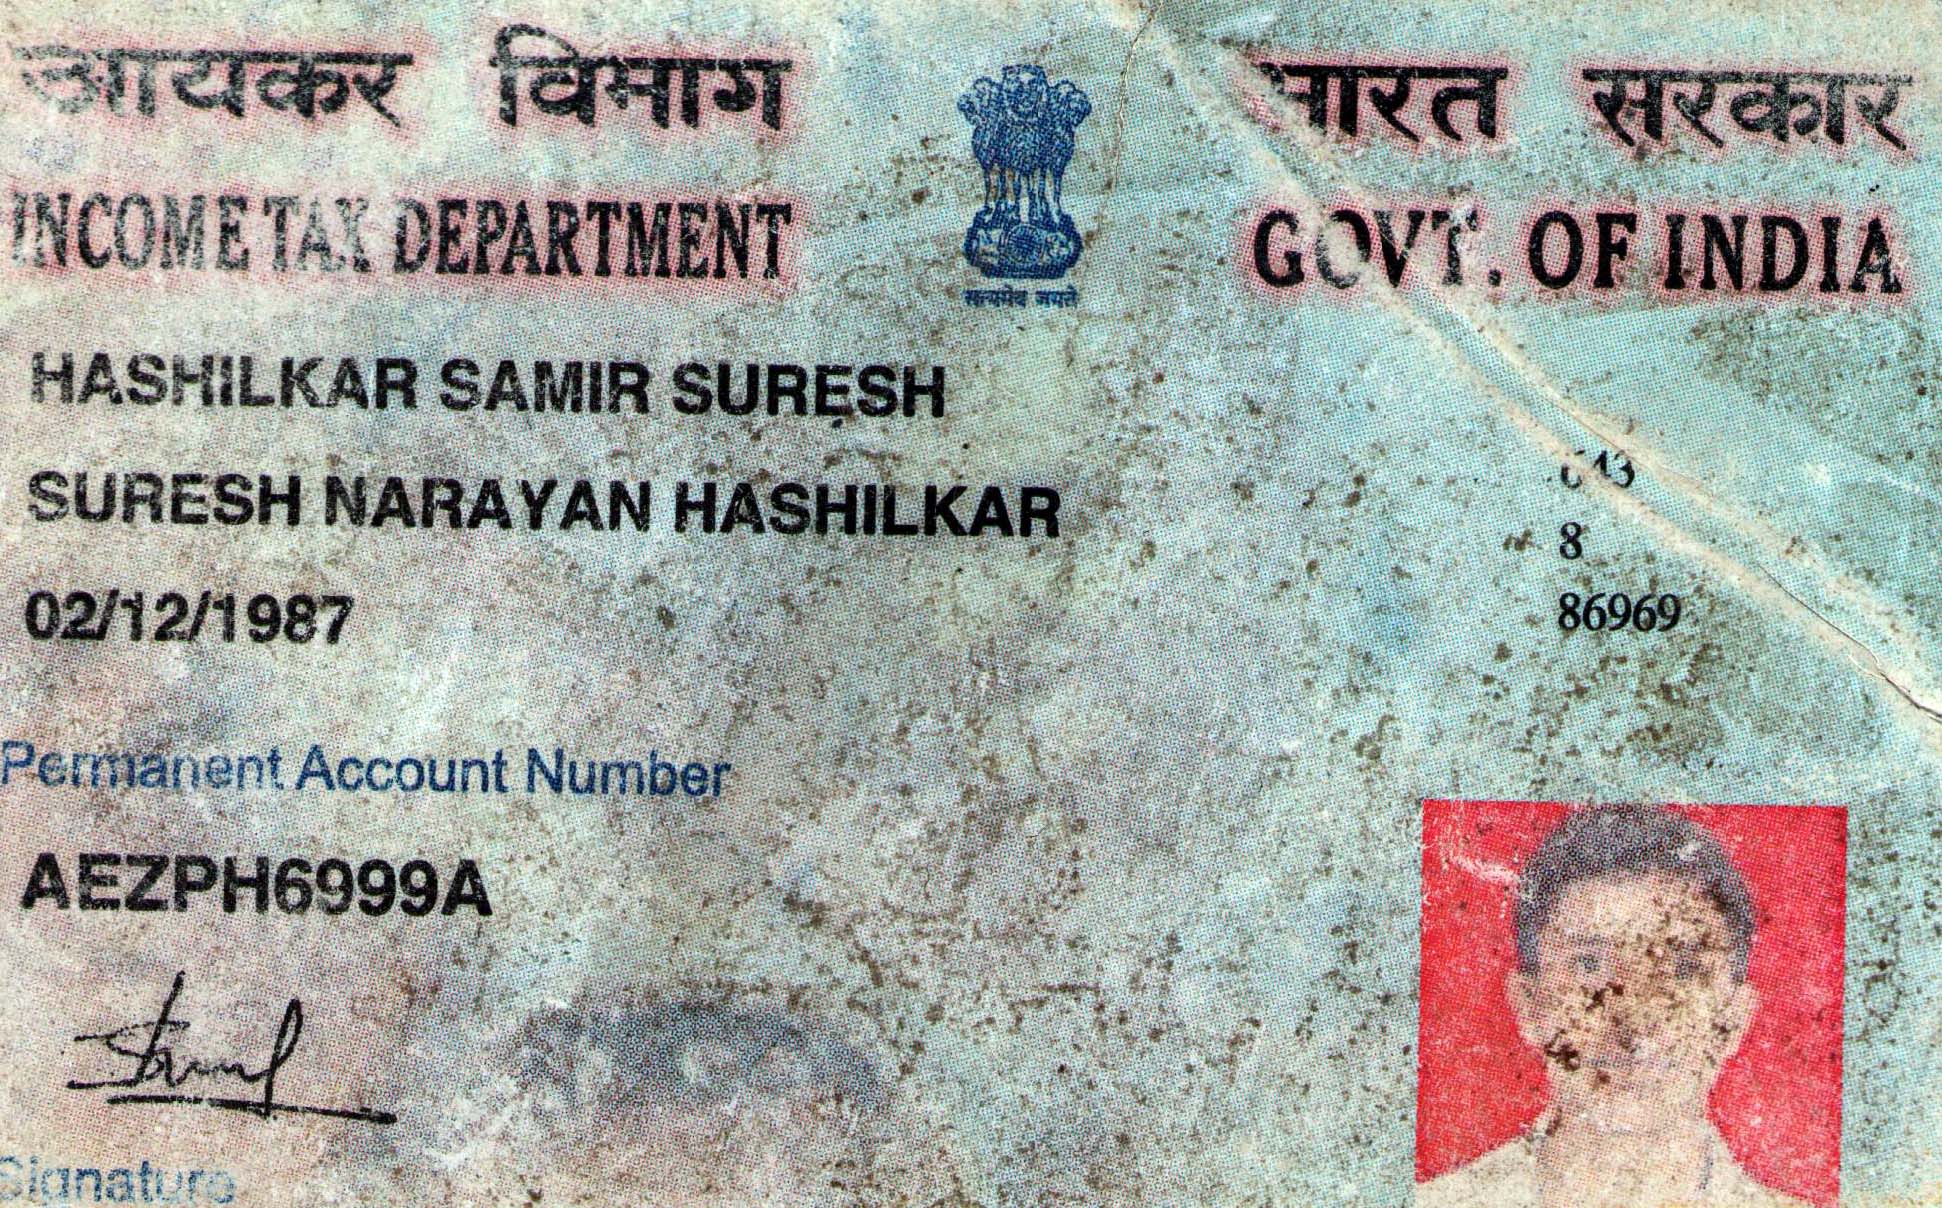 आयकर विभाग
भारत सरकार
INCOME TAX DEPARTMENT
GOVT. OF INDIA
सत्यमेव जयते
HASHILKAR SAMIR SURESH
SURESH NARAYAN HASHILKAR
02/12/1987
8
86969
Permanent Account Number
AEZPH6999A
Signature